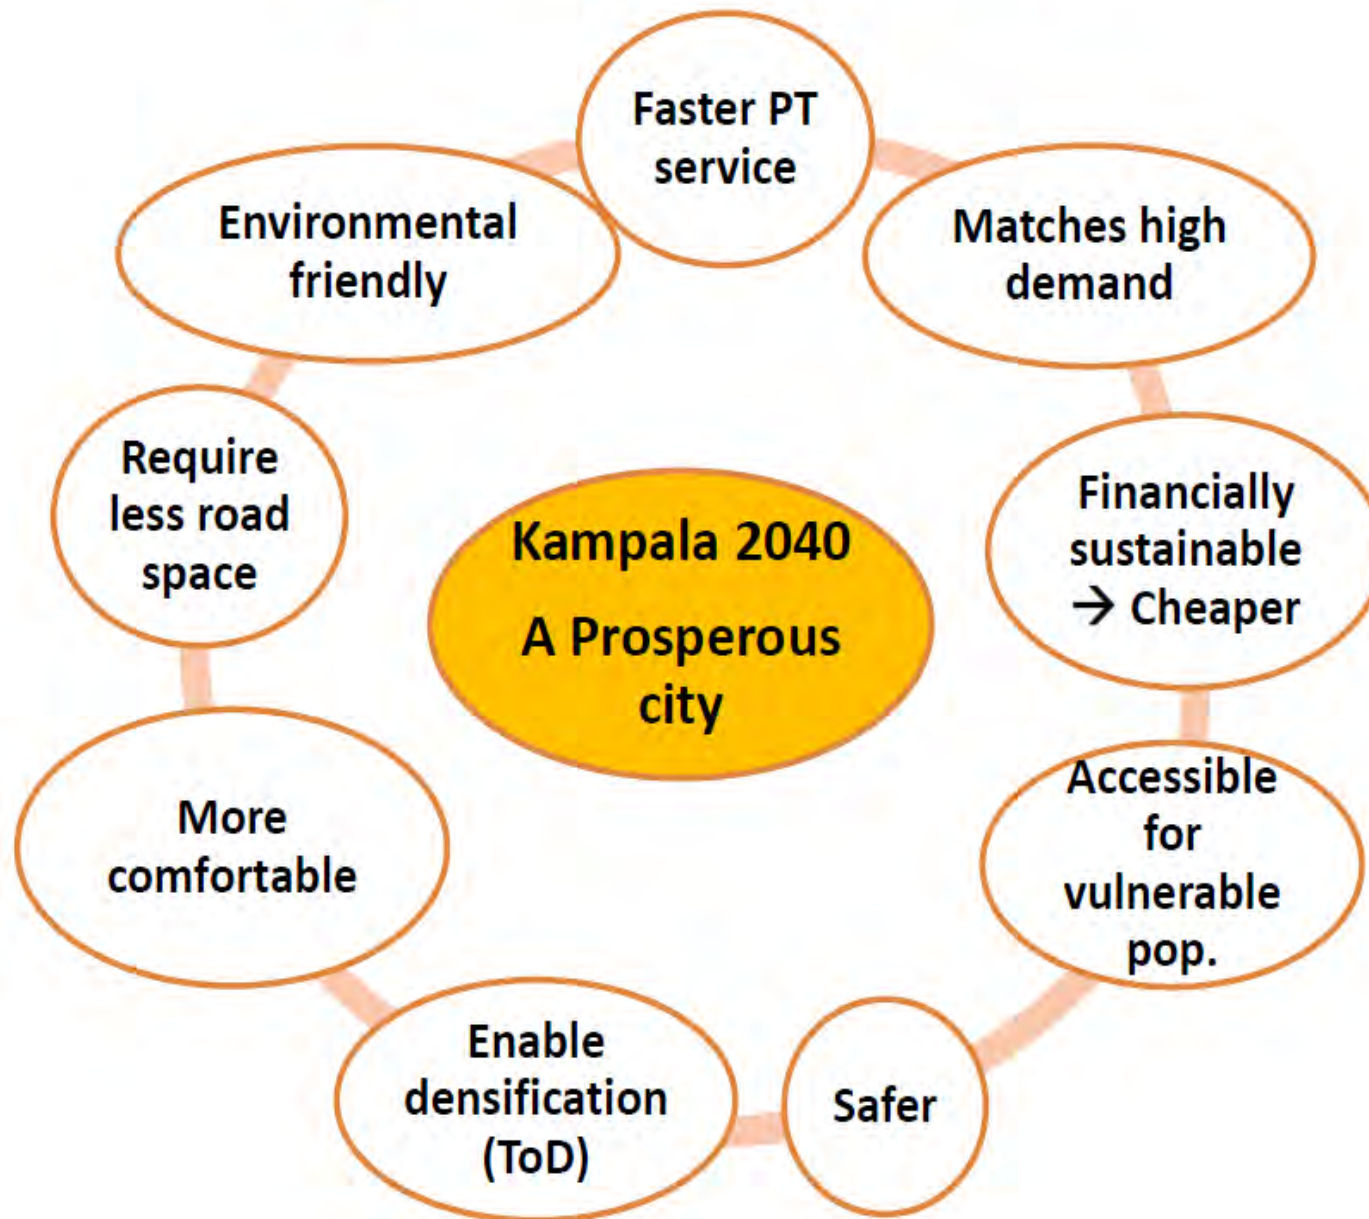 Faster PT
service
Matches high
demand
Financially
sustainable
→ Cheaper
Accessible
for
vulnerable
pop.
Safer
Enable
densification
(ToD)
More
comfortable
Require
less road
space
Environmental
friendly
Kampala 2040
A Prosperous
city